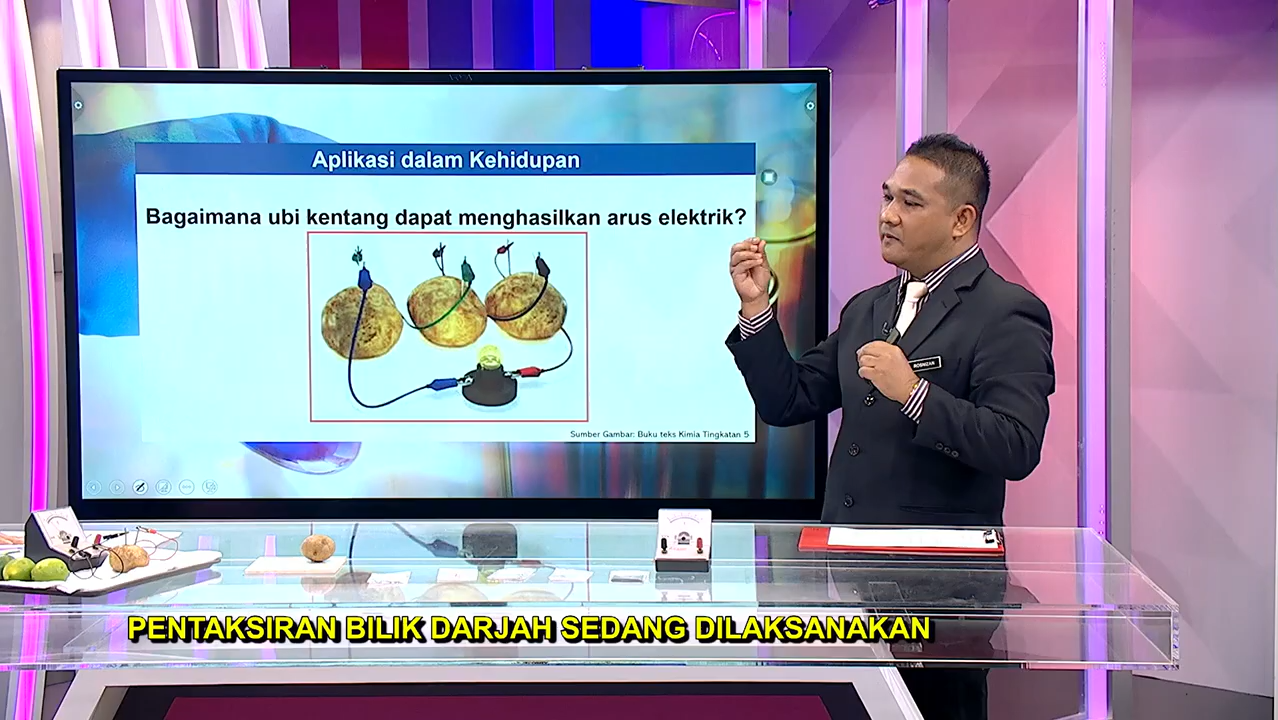 Aplikasi dalam Kehidupan
Bagaimana ubi kentang dapat menghasilkan arus elektrik?
Sumber Gambar: Buku teks Kimia Tingkatan 5
ROSNIZAN
PENTAKSIRAN BILIK DARJAH SEDANG DILAKSANAKAN